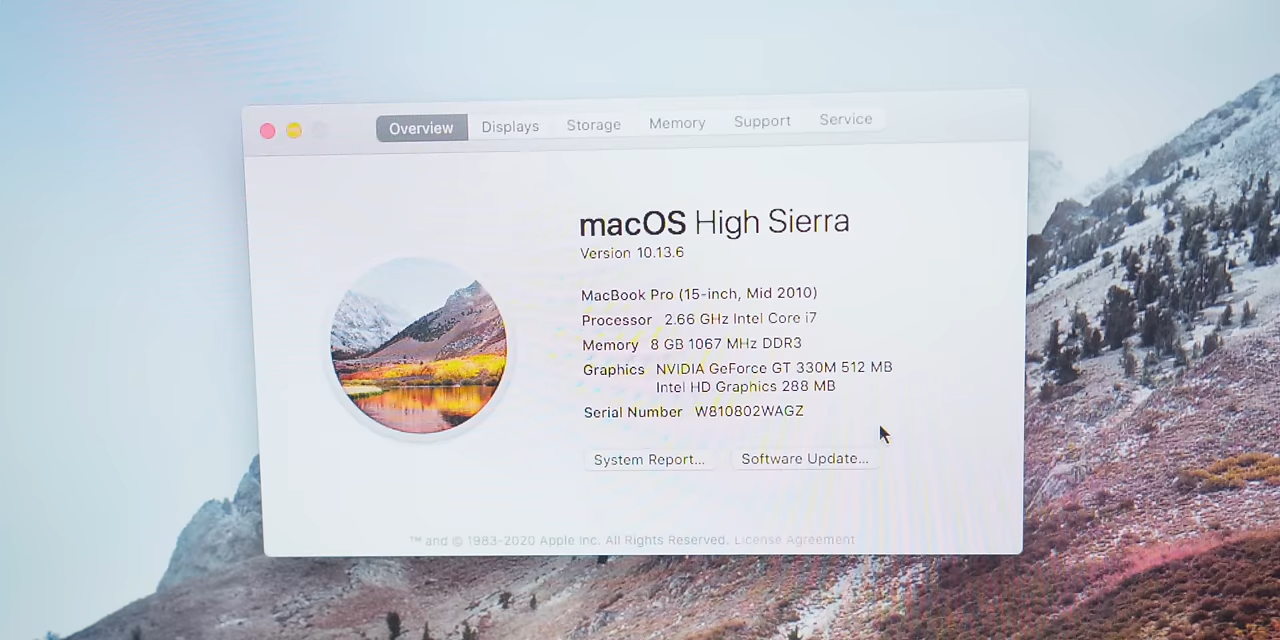 Overview Displays Storage Memory Support Service
macOS High Sierra
Version 10.13.6
MacBook Pro (15-inch, Mid 2010)
Processor 2.66 GHz Intel Core i7
Memory 8 GB 1067 MHz DDR3
Graphics NVIDIA GeForce GT 330M 512 MB
Intel HD Graphics 288 MB
Serial Number W810802WAGZ
System Report... Software Update...
™ and © 1983-2020 Apple Inc. All Rights Reserved. License Agreement